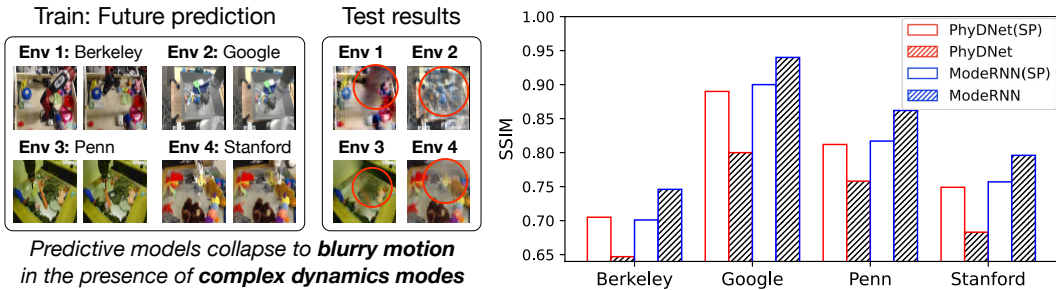 Train: Future prediction
Test results
Env 1: Berkeley
Env 2: Google
Env 1
Env 2
Env 3: Penn
Env 4: Stanford
Env 3
Env 4
Predictive models collapse to blurry motion
in the presence of complex dynamics modes
SSIM
1.00
0.95
0.90
0.85
0.80
0.75
0.70
0.65
PhyDNet(SP)
PhyDNet
ModeRNN(SP)
ModeRNN
Berkeley
Google
Penn
Stanford